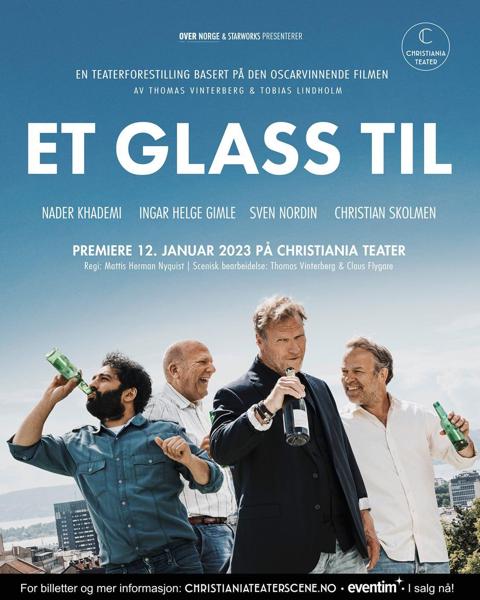 OVER NORGE & STARWORKS PRESENTERER
C
CHRISTIANIA
TEATER
EN TEATERFORESTILLING BASERT PÅ DEN OSCARVINNENDE FILMEN
AV THOMAS VINTERBERG & TOBIAS LINDHOLM
ET GLASS TIL
NADER KHADEMI INGAR HELGE GIMLE SVEN NORDIN CHRISTIAN SKOLMEN
PREMIERE 12. JANUAR 2023 PÅ CHRISTIANIA TEATER
Regi: Mattis Herman Nyquist | Scenisk bearbeidelse: Thomas Vinterberg & Claus Flygare
For billetter og mer informasjon: CHRISTIANIATEATERSCENE.NO • eventim • I salg nå!